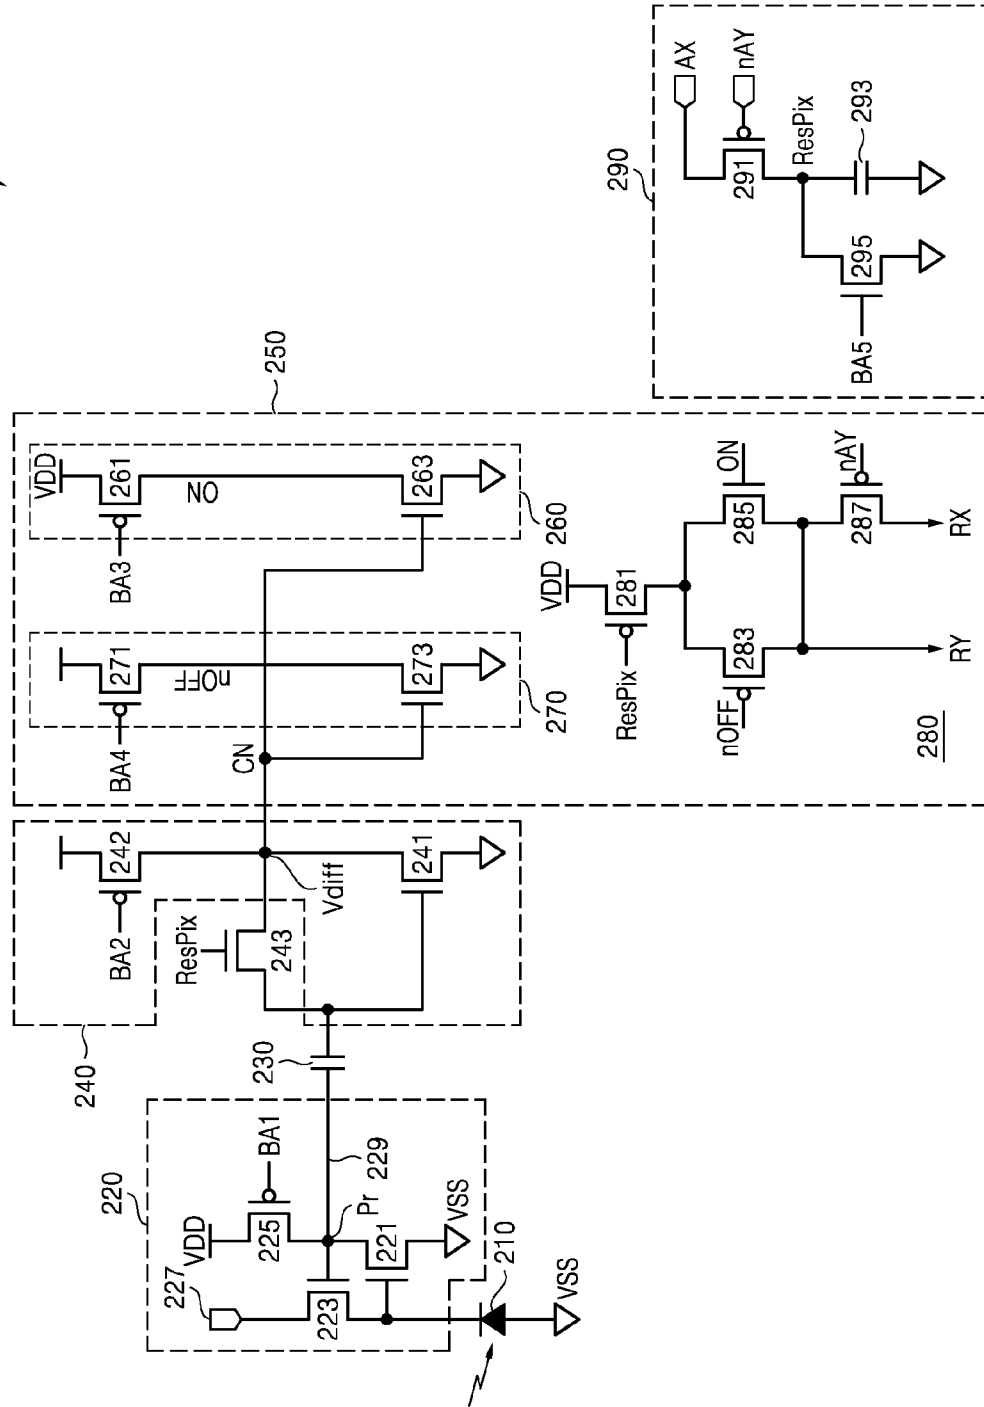 AX
nAY
290
291
ResPix
293
295
BA5
250
VDD
261
ON
BA3
263
260
271
nOFF
BA4
273
270
CN
VDD
281
ResPix
ON
285
283
nOFF
nAY
287
RX
RY
280
242
BA2
Vdiff
ResPix
243
241
240
230
220
BA1
229
VDD
225
Pr
227
223
221
VSS
210
VSS